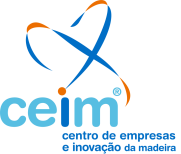 ceim®
centro de empresas
e inovação da madeira